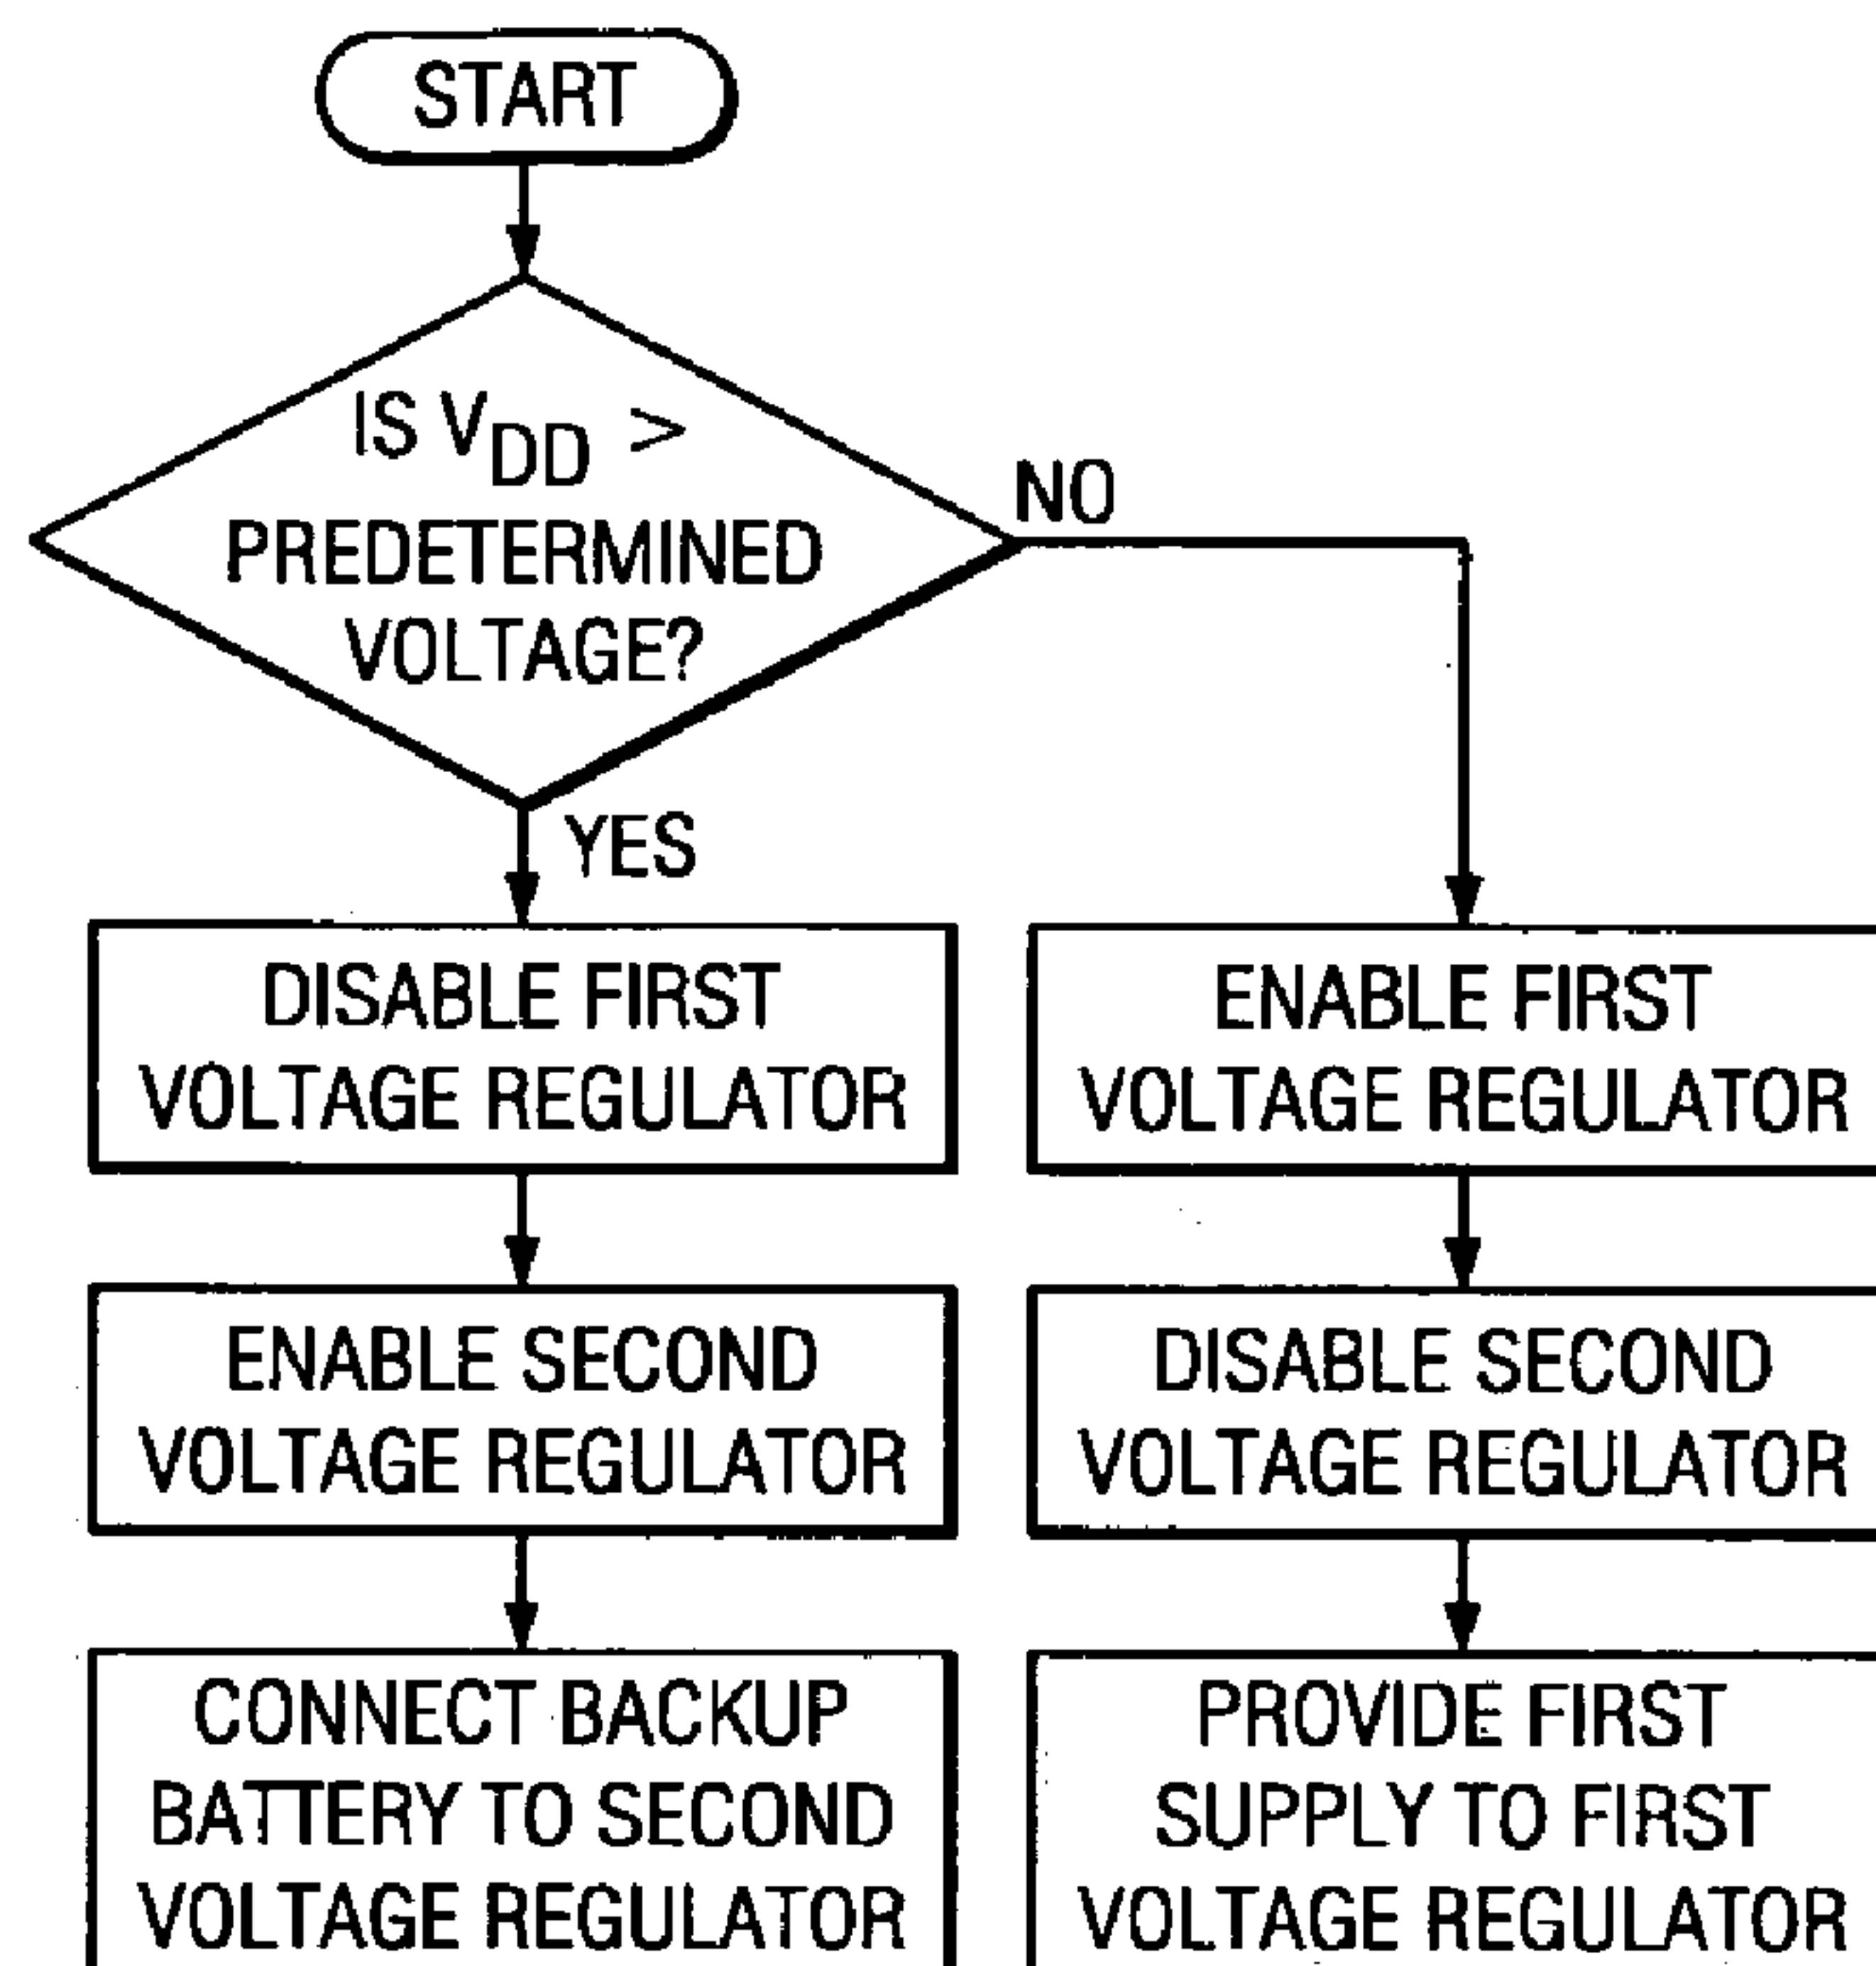 START
IS VDD >
PREDETERMINED
VOLTAGE?
NO
YES
DISABLE FIRST
VOLTAGE REGULATOR
ENABLE FIRST
VOLTAGE REGULATOR
ENABLE SECOND
VOLTAGE REGULATOR
DISABLE SECOND
VOLTAGE REGULATOR
CONNECT BACKUP
BATTERY TO SECOND
VOLTAGE REGULATOR
PROVIDE FIRST
SUPPLY TO FIRST
VOLTAGE REGULATOR